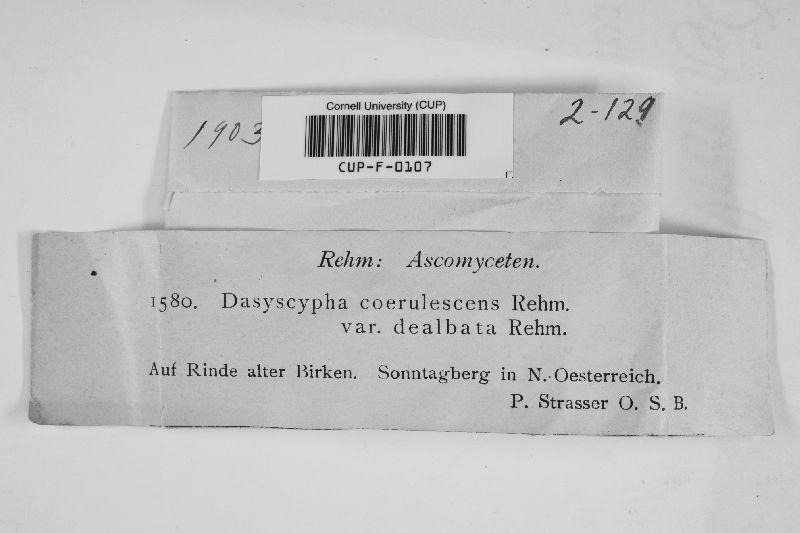 Cornell University (CUP)
1903
2-129
CUP-F-0107
Rehm: Ascomyceten.
1580. Dasyscypha coerulescens Rehm.
var. dealbata Rehm.
Auf Rinde alter Birken. Sonntagberg in N.-Oesterreich.
P. Strasser O. S. B.